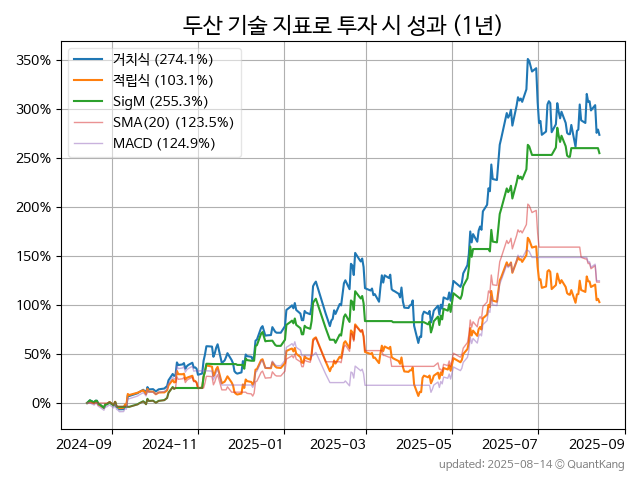 두산 기술 지표로 투자 시 성과 (1년)
350%
300%
250%
200%
150%
100%
50%
0%
거치식 (274.1%)
적립식 (103.1%)
SigM (255.3%)
SMA(20) (123.5%)
MACD (124.9%)
2024-09
2024-11
2025-01
2025-03
2025-05
2025-07
2025-09
updated: 2025-08-14 © QuantKang